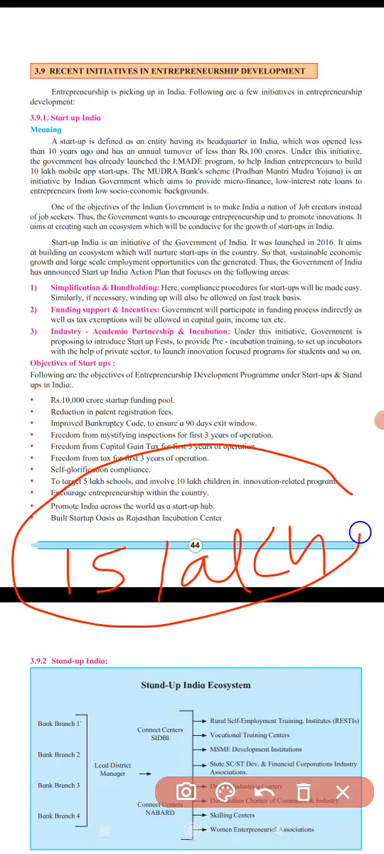 3.9 RECENT INITIATIVES IN ENTREPRENEURSHIP DEVELOPMENT
Entrepreneurship is picking up in India. Following are a few initiatives in entrepreneurship
development:
3.9.1. Start up India
Meaning
A start-up is defined as an entity having its headquarter in India, which was opened less
than 10 years ago and has an annual turnover of less than Rs.100 crores. Under this initiative,
the government has already launched the I:MADE program, to help Indian entrepreneurs to build
10 lakh mobile app start-ups. The MUDRA Bank's scheme (Pradhan Mantri Mudra Yojana) is an
initiative by Indian Government which aims to provide micro-finance, low-interest rate loans to
entrepreneurs from low socio-economic backgrounds.
One of the objectives of the Indian Government is to make India a nation of Job creators instead
of job seekers. Thus, the Government wants to encourage entrepreneurship and to promote innovations. It
aims at creating such an ecosystem which will be conducive for the growth of start-ups in India.
Start-up India is an initiative of the Government of India. It was launched in 2016. It aims
at building an ecosystem which will nurture start-ups in the country. So that, sustainable economic
growth and large scale employment opportunities can the generated. Thus, the Government of India
has announced Start up India Action Plan that focuses on the following areas:
1) Simplification & Handholding: Here, compliance procedures for start-ups will be made easy.
Similarly, if necessary, winding up will also be allowed on fast track basis.
2) Funding support & Incentives: Government will participate in funding process indirectly as
well as tax exemptions will be allowed in capital gain, income tax etc.
3) Industry - Academia Partnership & Incubation: Under this initiative, Government is
proposing to introduce Start up Fests, to provide Pre - incubation training, to set up incubators
with the help of private sector, to launch innovation focused programs for students and so on.
Objectives of Start ups :
Following are the objectives of Entrepreneurship Development Programme under Start-ups & Stand
ups in India:.
• Rs.10,000 crore startup funding pool.
• Reduction in patent registration fees.
• Improved Bankruptcy Code, to ensure a 90 days exit window.
• Freedom from mystifying inspections for first 3 years of operation.
• Freedom from Capital Gain Tax for first 3 years of operation.
• Freedom from tax for first 3 years of operation.
• Self-glorification compliance.
• To target 5 lakh schools, and involve 10 lakh children in. innovation-related program.
• Encourage entrepreneurship within the country.
• Promote India across the world as a start-up hub.
• Built Startup Oasis as Rajasthan Incubation Center
44
15
3.9.2 Stand-up India:
Stand-Up India Ecosystem
Bank Branch 1
Bank Branch 2
Bank Branch 3
Bank Branch 4
Lead District
Manager
Connect Centers
SIDBI
Connect Centers
NABARD
Rural Self-Employment Training. Institutes (RESTIs)
Vocational Training Centers
MSME Development Institutions
State SC/ST Dev. & Financial Corporations Industry
Associations.
Skilling Centers
Women Enterpreneuriel Associations